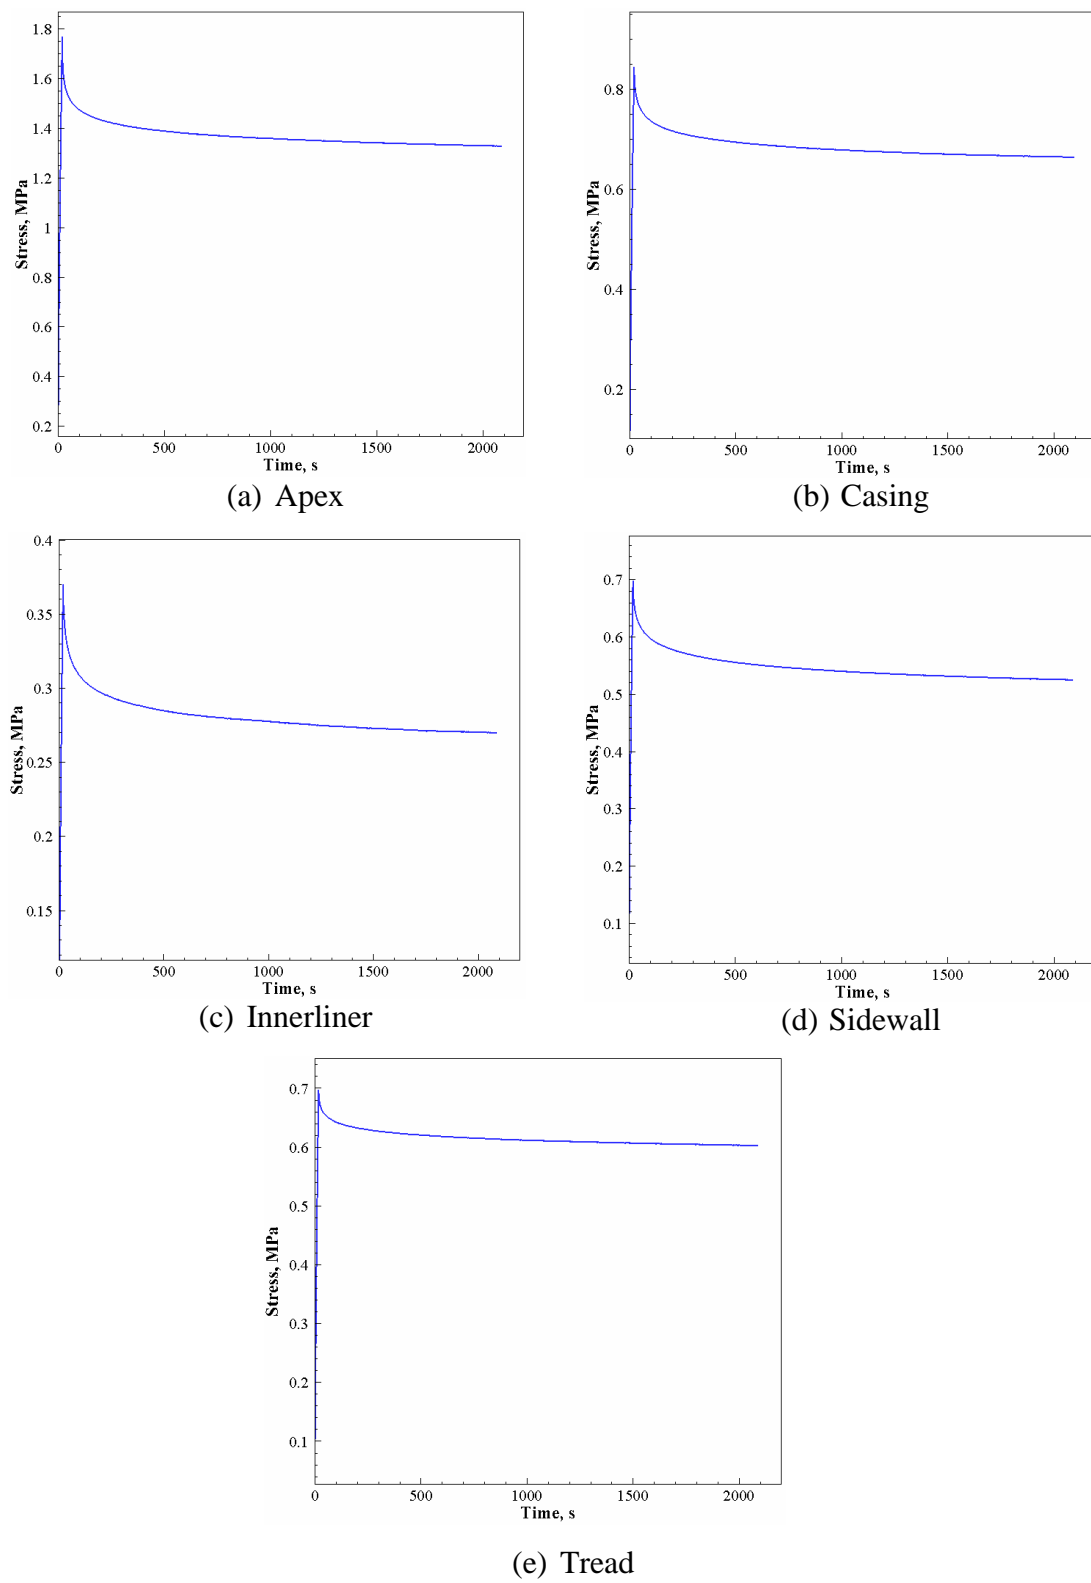 1.8
1.6
1.4
1.2
1
0.8
0.6
0.4
0.2
Stress, MPa
0 500 1000 1500 2000
Time, s
(a) Apex
0.8
0.6
0.4
0.2
Stress, MPa
0 500 1000 1500 2000
Time, s
(b) Casing
0.4
0.35
0.3
0.25
0.2
0.15
Stress, MPa
0 500 1000 1500 2000
Time, s
(c) Innerliner
0.7
0.6
0.5
0.4
0.3
0.2
0.1
Stress, MPa
0 500 1000 1500 2000
Time, s
(d) Sidewall
0.7
0.6
0.5
0.4
0.3
0.2
0.1
Stress, MPa
0 500 1000 1500 2000
Time, s
(e) Tread